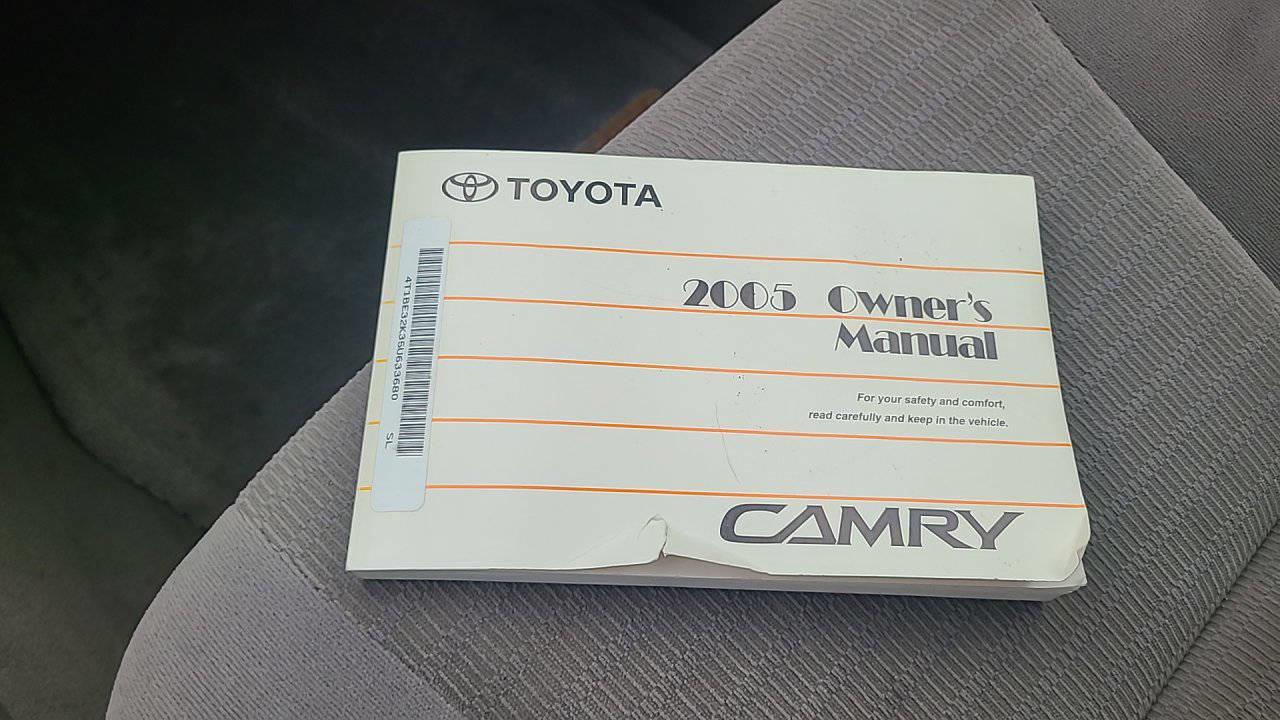 TOYOTA
2005 Owner's
Manual
For your safety and comfort,
read carefully and keep in the vehicle.
CAMRY
4T1BE32K35U633680
SL